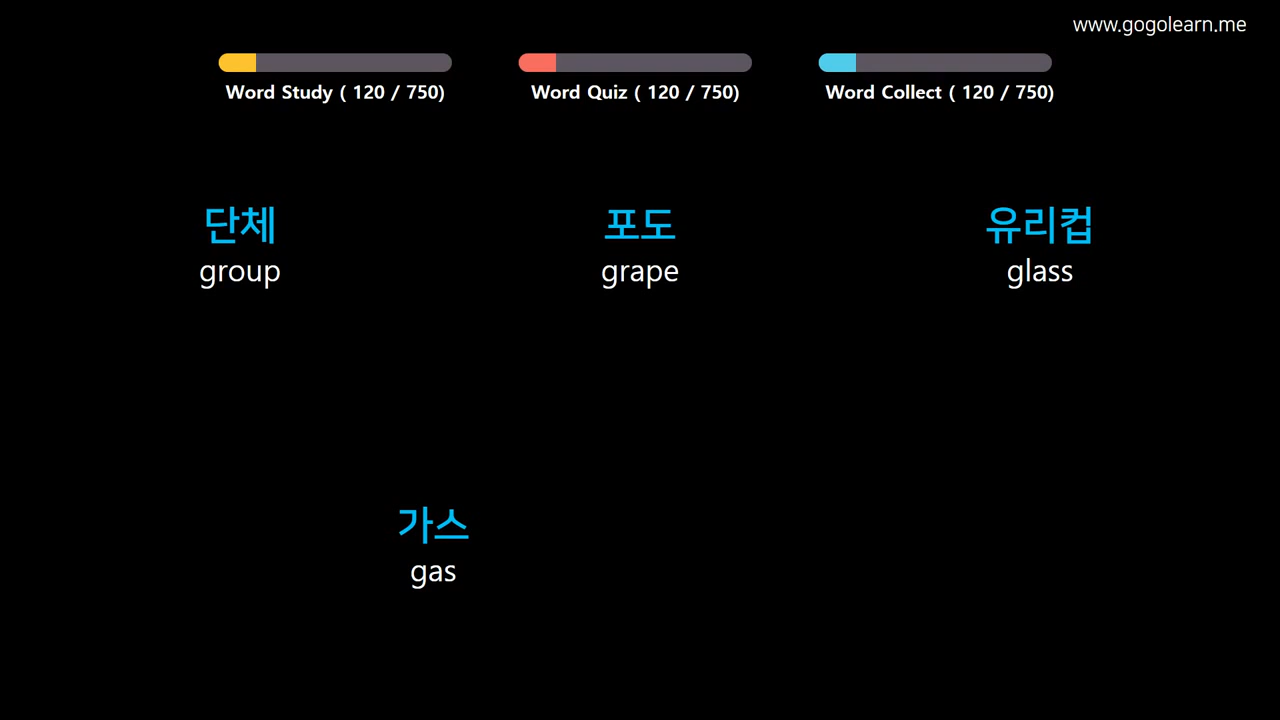 www.gogolearn.me
Word Study ( 120 / 750)
Word Quiz ( 120 / 750)
Word Collect ( 120 / 750)
단체
group
포도
grape
유리컵
glass
가스
gas